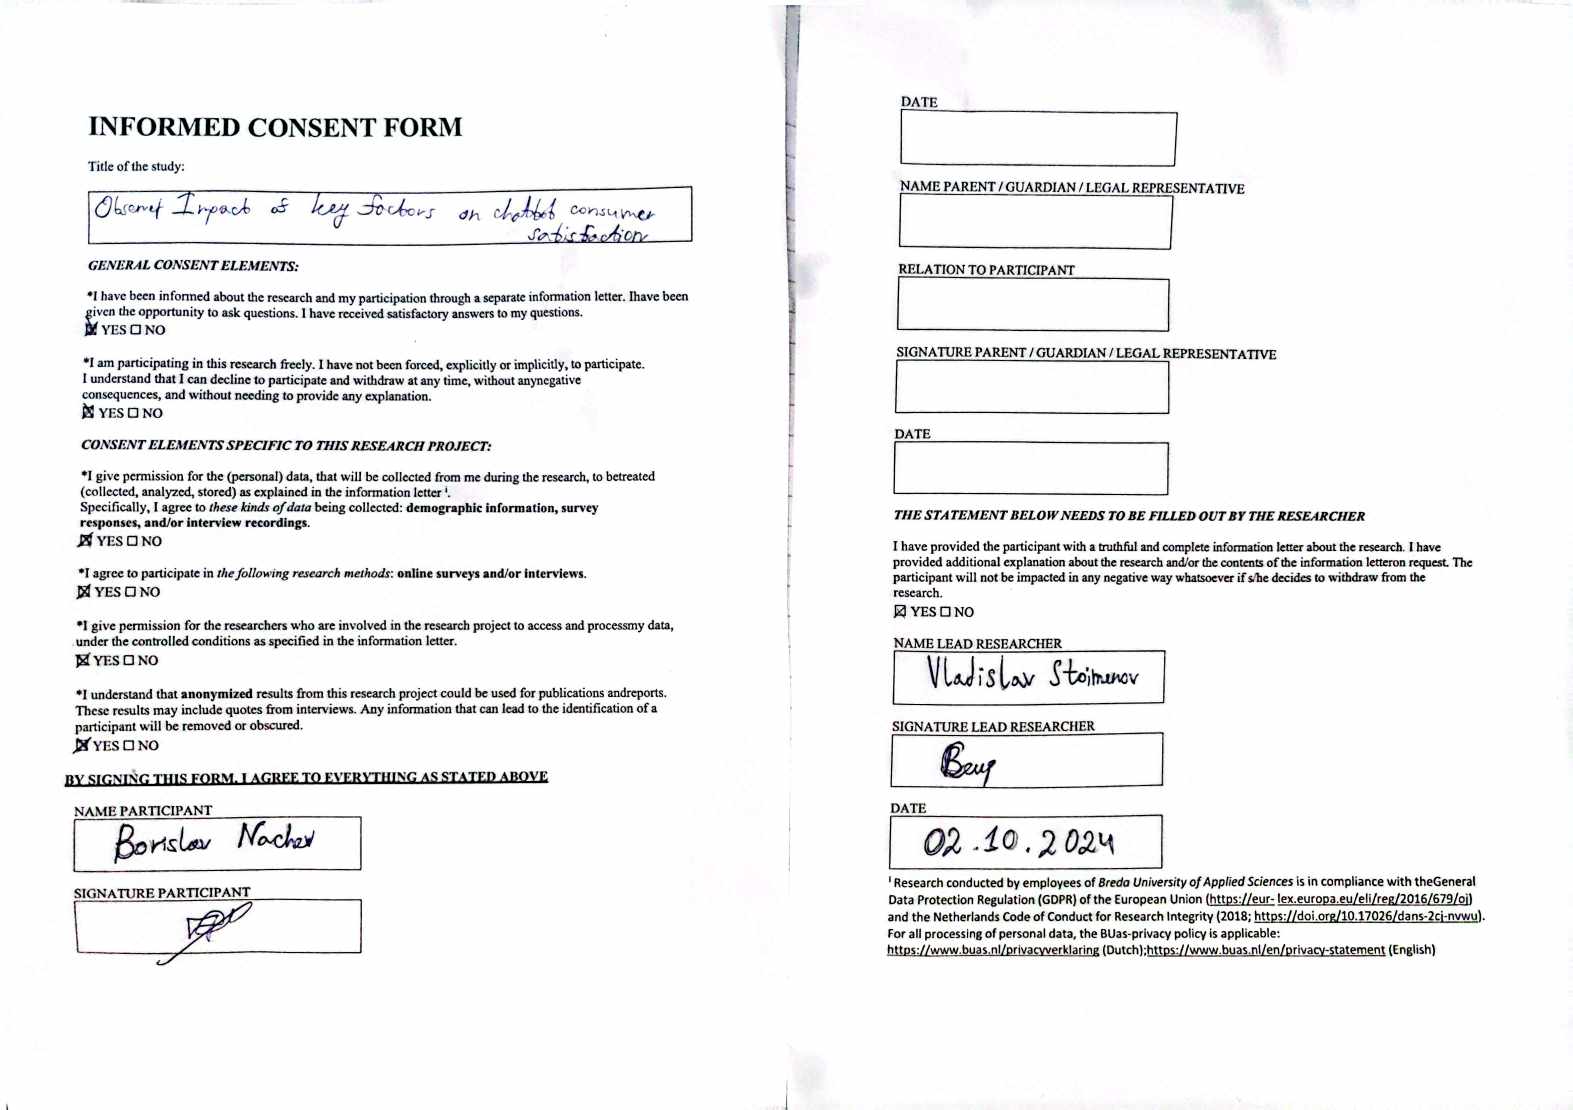 INFORMED CONSENT FORM
Title of the study:
Impact of key factors on chatbot consumer
satisfaction
GENERAL CONSENT ELEMENTS:
*I have been informed about the research and my participation through a separate information letter. Ihave been
given the opportunity to ask questions. I have received satisfactory answers to my questions.
☒ YES ☐ NO
*I am participating in this research freely. I have not been forced, explicitly or implicitly, to participate.
I understand that I can decline to participate and withdraw at any time, without anynegative
consequences, and without needing to provide any explanation.
☒ YES ☐ NO
CONSENT ELEMENTS SPECIFIC TO THIS RESEARCH PROJECT:
*I give permission for the (personal) data, that will be collected from me during the research, to betreated
(collected, analyzed, stored) as explained in the information letter ¹.
Specifically, I agree to these kinds of data being collected: demographic information, survey
responses, and/or interview recordings.
☒ YES ☐ NO
*I agree to participate in the following research methods: online surveys and/or interviews.
☒ YES ☐ NO
*I give permission for the researchers who are involved in the research project to access and processmy data,
under the controlled conditions as specified in the information letter.
☒ YES ☐ NO
*I understand that anonymized results from this research project could be used for publications andreports.
These results may include quotes from interviews. Any information that can lead to the identification of a
participant will be removed or obscured.
☒ YES ☐ NO
BY SIGNING THIS FORM, I AGREE TO EVERYTHING AS STATED ABOVE
NAME PARTICIPANT
Borislav Nachev
SIGNATURE PARTICIPANT
DATE
NAME PARENT / GUARDIAN / LEGAL REPRESENTATIVE
RELATION TO PARTICIPANT
SIGNATURE PARENT / GUARDIAN / LEGAL REPRESENTATIVE
DATE
THE STATEMENT BELOW NEEDS TO BE FILLED OUT BY THE RESEARCHER
I have provided the participant with a truthful and complete information letter about the research. I have
provided additional explanation about the research and/or the contents of the information letteron request. The
participant will not be impacted in any negative way whatsoever if s/he decides to withdraw from the
research.
☒ YES ☐ NO
NAME LEAD RESEARCHER
Vladislav Stoimenov
SIGNATURE LEAD RESEARCHER
DATE
02.10.2024
¹ Research conducted by employees of Breda University of Applied Sciences is in compliance with theGeneral
Data Protection Regulation (GDPR) of the European Union (https://eur- lex.europa.eu/eli/reg/2016/679/oj)
and the Netherlands Code of Conduct for Research Integrity (2018; https://doi.org/10.17026/dans-2cj-nvwu).
For all processing of personal data, the BUas-privacy policy is applicable:
https://www.buas.nl/privacyverklaring (Dutch);https://www.buas.nl/en/privacy-statement (English)